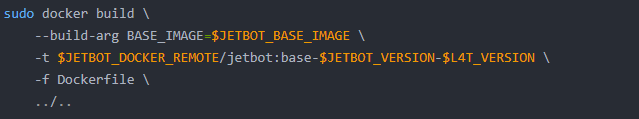 sudo docker build \
--build-arg BASE_IMAGE=$JETBOT_BASE_IMAGE \
-t $JETBOT_DOCKER_REMOTE/jetbot:base-$JETBOT_VERSION-$L4T_VERSION \
-f Dockerfile \
../..